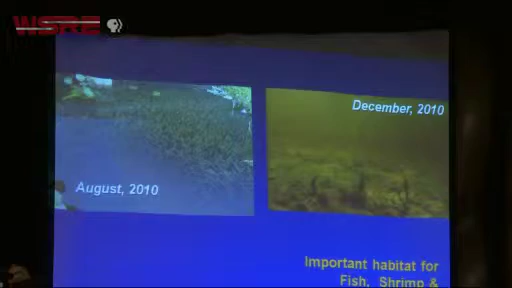 WSRE
December, 2010
August, 2010
Important habitat for
Fish, Shrimp &